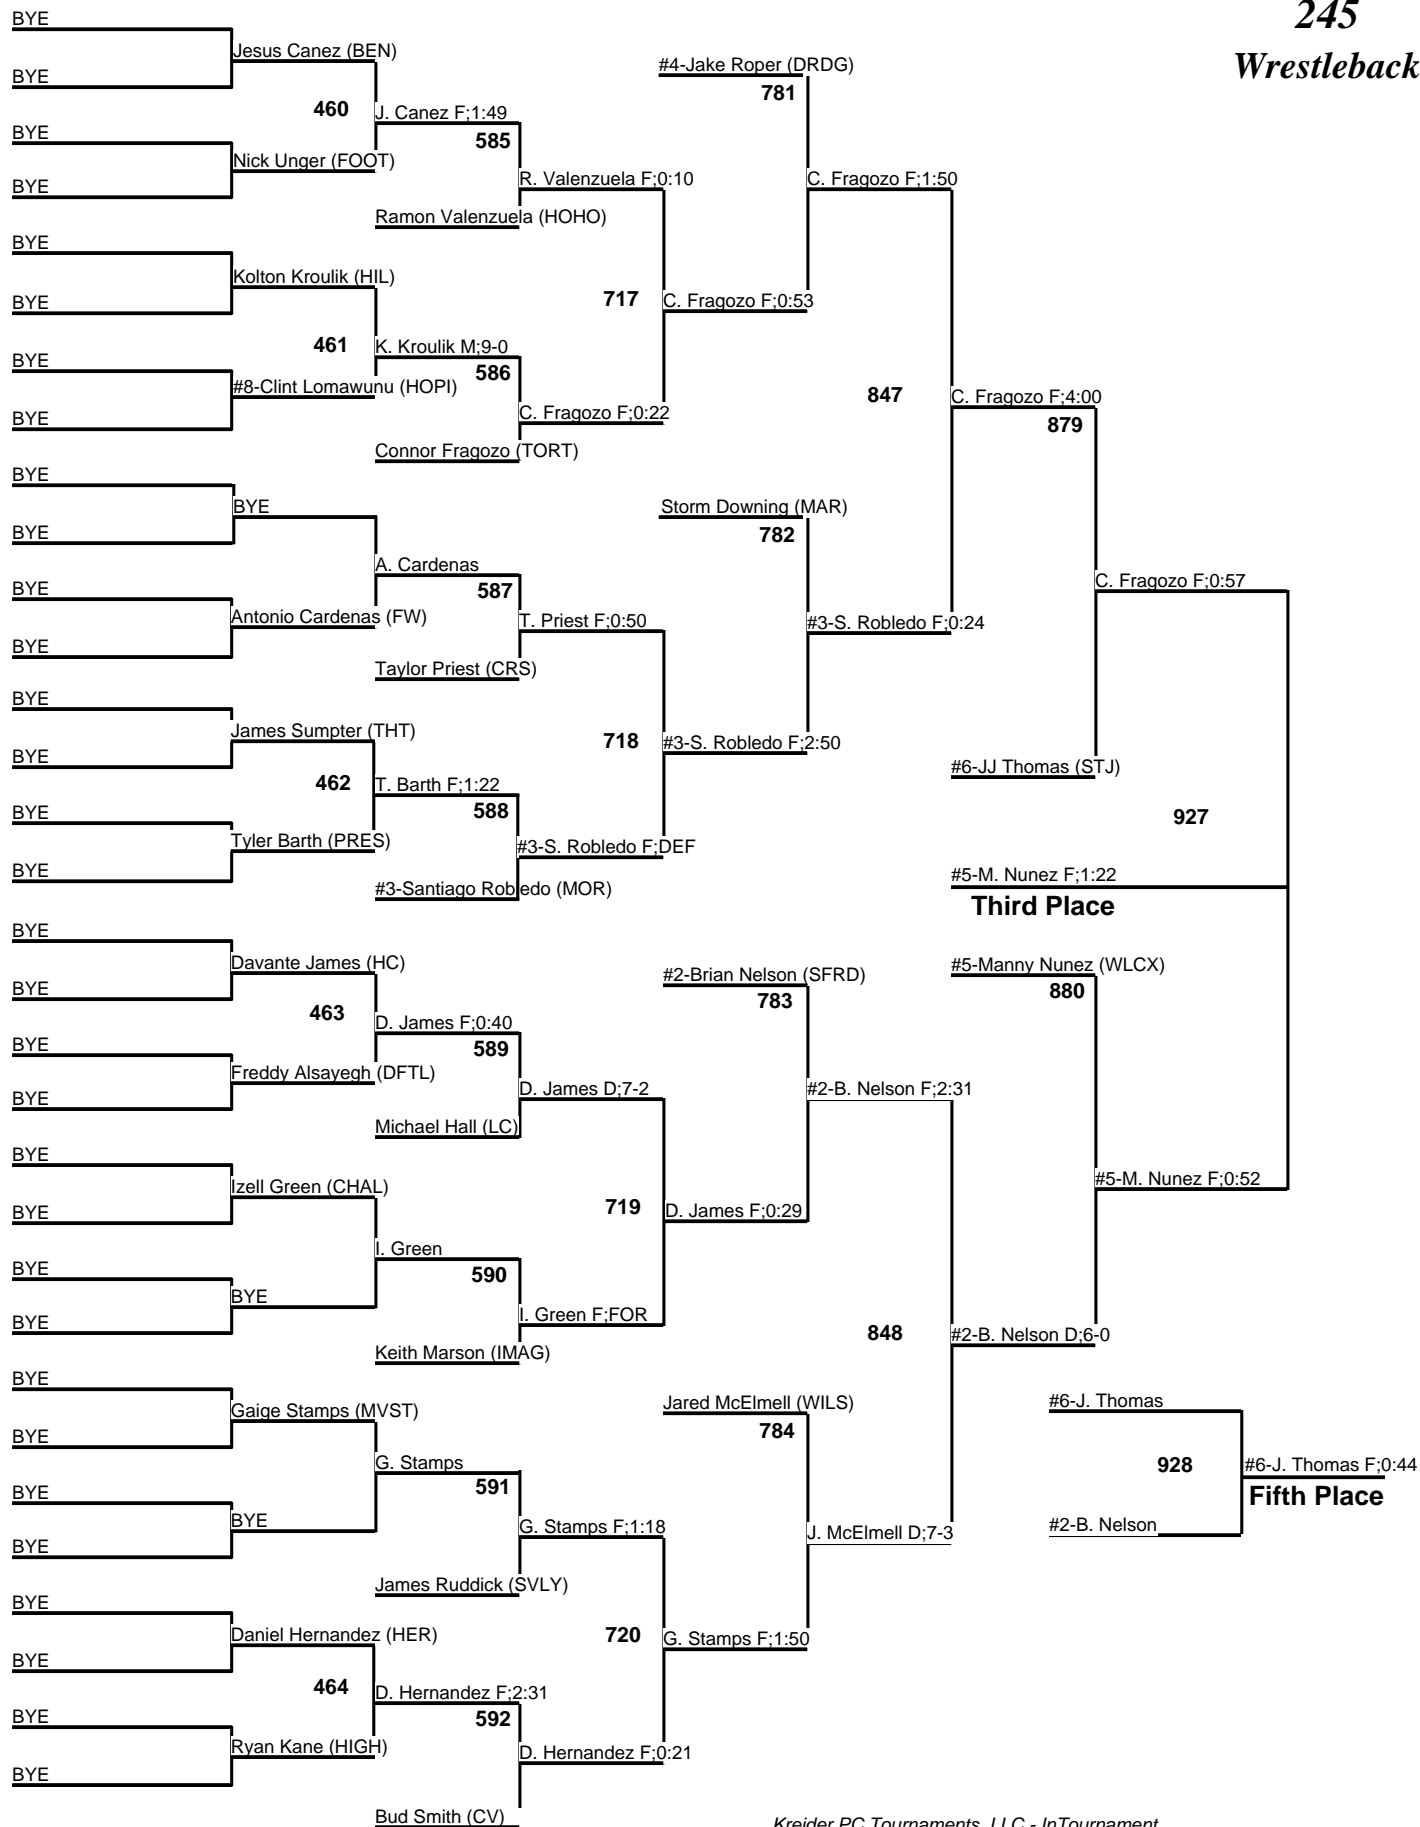 BYE
245
Jesus Canez (BEN)
#4-Jake Roper (DRDG)
Wrestleback
BYE
781
460
J. Canez F;1:49
BYE
585
Nick Unger (FOOT)
R. Valenzuela F;0:10
C. Fragozo F;1:50
BYE
Ramon Valenzuela (HOHO)
BYE
Kolton Kroulik (HIL)
717
C. Fragozo F;0:53
BYE
461
K. Kroulik M;9-0
BYE
586
#8-Clint Lomawunu (HOPI)
847
C. Fragozo F;4:00
BYE
C. Fragozo F;0:22
879
Connor Fragozo (TORT)
BYE
BYE
Storm Downing (MAR)
BYE
782
A. Cardenas
BYE
587
C. Fragozo F;0:57
Antonio Cardenas (FW)
T. Priest F;0:50
#3-S. Robledo F;0:24
BYE
Taylor Priest (CRS)
BYE
James Sumpter (THT)
718
#3-S. Robledo F;2:50
BYE
#6-JJ Thomas (STJ)
462
T. Barth F;1:22
BYE
588
927
Tyler Barth (PRES)
#3-S. Robledo F;DEF
BYE
#5-M. Nunez F;1:22
#3-Santiago Robledo (MOR)
Third Place
BYE
Davante James (HC)
#2-Brian Nelson (SFRD)
#5-Manny Nunez (WLCX)
BYE
783
880
463
D. James F;0:40
BYE
589
Freddy Alsayegh (DFTL)
D. James D;7-2
#2-B. Nelson F;2:31
BYE
Michael Hall (LC)
BYE
Izell Green (CHAL)
#5-M. Nunez F;0:52
BYE
719
D. James F;0:29
I. Green
BYE
590
BYE
I. Green F;FOR
BYE
848
#2-B. Nelson D;6-0
Keith Marson (IMAG)
BYE
Gaige Stamps (MVST)
Jared McElmell (WILS)
#6-J. Thomas
BYE
784
G. Stamps
928
#6-J. Thomas F;0:44
BYE
591
Fifth Place
BYE
G. Stamps F;1:18
J. McElmell D;7-3
#2-B. Nelson
BYE
James Ruddick (SVLY)
BYE
Daniel Hernandez (HER)
720
G. Stamps F;1:50
BYE
464
D. Hernandez F;2:31
BYE
592
Ryan Kane (HIGH)
D. Hernandez F;0:21
BYE
Bud Smith (CV)
Kreider PC Tournaments, LLC - InTournament